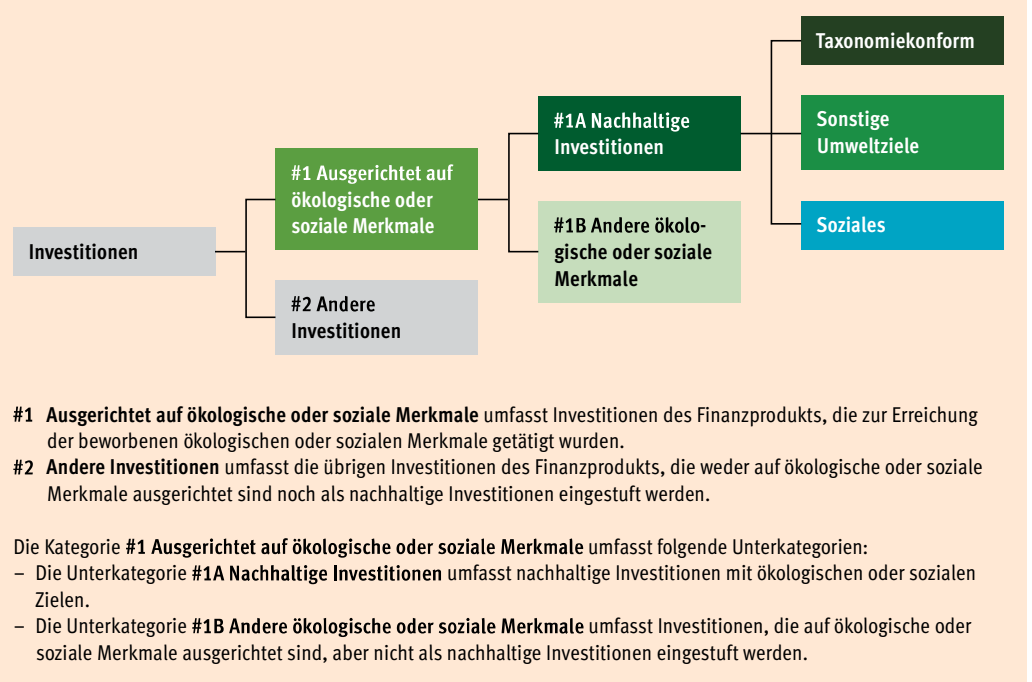 Taxonomiekonform
#1A Nachhaltige
Investitionen
Sonstige
Umweltziele
#1 Ausgerichtet auf
ökologische oder
soziale Merkmale
#1B Andere ökolo-
gische oder soziale
Merkmale
Soziales
Investitionen
#2 Andere
Investitionen
#1 Ausgerichtet auf ökologische oder soziale Merkmale umfasst Investitionen des Finanzprodukts, die zur Erreichung
der beworbenen ökologischen oder sozialen Merkmale getätigt wurden.
#2 Andere Investitionen umfasst die übrigen Investitionen des Finanzprodukts, die weder auf ökologische oder soziale
Merkmale ausgerichtet sind noch als nachhaltige Investitionen eingestuft werden.
Die Kategorie #1 Ausgerichtet auf ökologische oder soziale Merkmale umfasst folgende Unterkategorien:
– Die Unterkategorie #1A Nachhaltige Investitionen umfasst nachhaltige Investitionen mit ökologischen oder sozialen
Zielen.
– Die Unterkategorie #1B Andere ökologische oder soziale Merkmale umfasst Investitionen, die auf ökologische oder
soziale Merkmale ausgerichtet sind, aber nicht als nachhaltige Investitionen eingestuft werden.